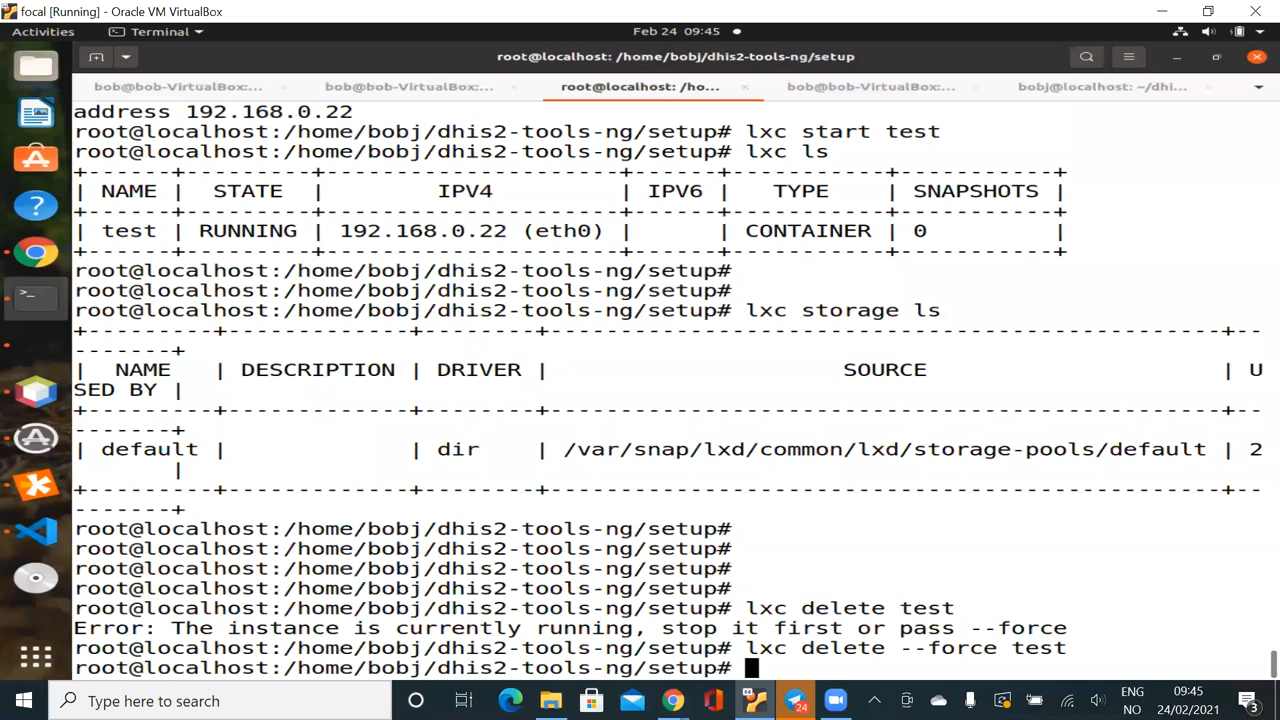 focal [Running] - Oracle VM VirtualBox
Activities Terminal Feb 24 09:45
root@localhost: /home/bobj/dhis2-tools-ng/setup
bob@bob-VirtualBox:... bob@bob-VirtualBox:... root@localhost: /ho... bob@bob-VirtualBox:... bobj@localhost: ~/dhi...
address 192.168.0.22
root@localhost:/home/bobj/dhis2-tools-ng/setup# lxc start test
root@localhost:/home/bobj/dhis2-tools-ng/setup# lxc ls
+------+---------+---------------------+------+-----------+-----------+
| NAME | STATE | IPV4 | IPV6 | TYPE | SNAPSHOTS |
+------+---------+---------------------+------+-----------+-----------+
| test | RUNNING | 192.168.0.22 (eth0) | | CONTAINER | 0 |
+------+---------+---------------------+------+-----------+-----------+
root@localhost:/home/bobj/dhis2-tools-ng/setup#
root@localhost:/home/bobj/dhis2-tools-ng/setup#
root@localhost:/home/bobj/dhis2-tools-ng/setup# lxc storage ls
+---------+-------------+--------+------------------------------------------------+--
-------+
| NAME | DESCRIPTION | DRIVER | SOURCE | U
SED BY |
+---------+-------------+--------+------------------------------------------------+--
-------+
| default | | dir | /var/snap/lxd/common/lxd/storage-pools/default | 2
|
+---------+-------------+--------+------------------------------------------------+--
-------+
root@localhost:/home/bobj/dhis2-tools-ng/setup#
root@localhost:/home/bobj/dhis2-tools-ng/setup#
root@localhost:/home/bobj/dhis2-tools-ng/setup#
root@localhost:/home/bobj/dhis2-tools-ng/setup#
root@localhost:/home/bobj/dhis2-tools-ng/setup# lxc delete test
Error: The instance is currently running, stop it first or pass --force
root@localhost:/home/bobj/dhis2-tools-ng/setup# lxc delete --force test
root@localhost:/home/bobj/dhis2-tools-ng/setup#
Type here to search
24
ENG
NO
09:45
24/02/2021
3